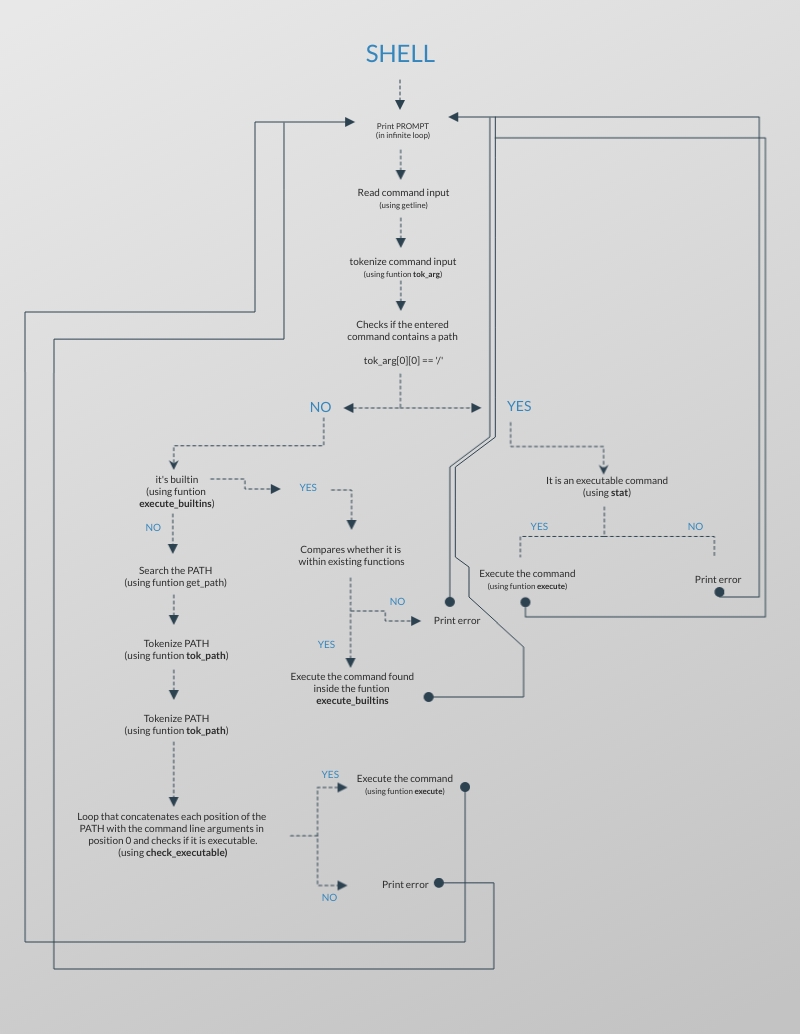 SHELL
Print PROMPT
(in infinite loop)
Read command input
(using getline)
tokenize command input
(using funtion tok_arg)
Checks if the entered
command contains a path
tok_arg[0][0] == '/'
NO
YES
it's builtin
(using funtion
execute_builtins)
YES
NO
It is an executable command
(using stat)
YES
NO
Compares whether it is
within existing functions
Search the PATH
(using funtion get_path)
Execute the command
(using funtion execute)
Print error
NO
Print error
YES
Tokenize PATH
(using funtion tok_path)
Execute the command found
inside the funtion
execute_builtins
Tokenize PATH
(using funtion tok_path)
YES
Execute the command
(using funtion execute)
Loop that concatenates each position of the
PATH with the command line arguments in
position 0 and checks if it is executable.
(using check_executable)
Print error
NO